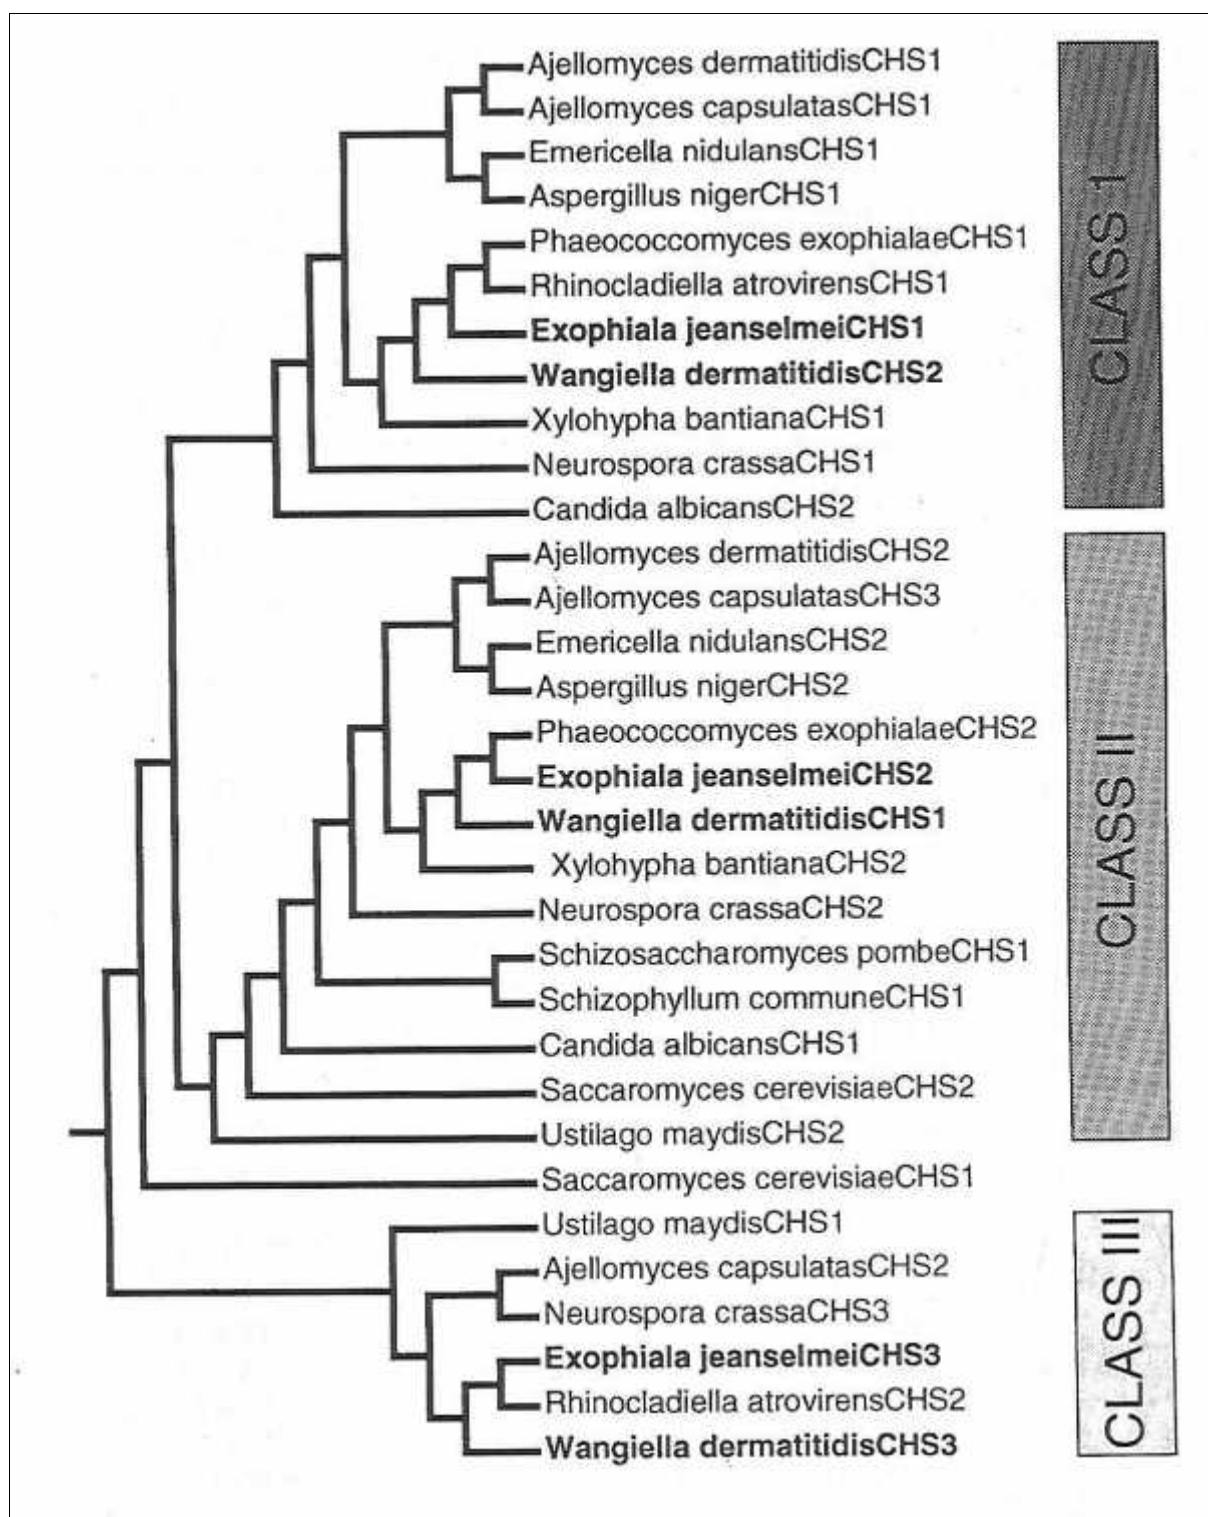 Ajellomyces dermatitidisCHS1
Ajellomyces capsulatasCHS1
Emericella nidulansCHS1
Aspergillus nigerCHS1
Phaeococcomyces exophialaeCHS1
Rhinocladiella atrovirensCHS1
Exophiala jeanselmeiCHS1
Wangiella dermatitidisCHS2
Xylohypha bantianaCHS1
Neurospora crassaCHS1
Candida albicansCHS2
CLASS 1
Ajellomyces dermatitidisCHS2
Ajellomyces capsulatasCHS3
Emericella nidulansCHS2
Aspergillus nigerCHS2
Phaeococcomyces exophialaeCHS2
Exophiala jeanselmeiCHS2
Wangiella dermatitidisCHS1
Xylohypha bantianaCHS2
Neurospora crassaCHS2
Schizosaccharomyces pombeCHS1
Schizophyllum communeCHS1
Candida albicansCHS1
Saccaromyces cerevisiaeCHS2
Ustilago maydisCHS2
CLASS II
Saccaromyces cerevisiaeCHS1
Ustilago maydisCHS1
Ajellomyces capsulatasCHS2
Neurospora crassaCHS3
Exophiala jeanselmeiCHS3
Rhinocladiella atrovirensCHS2
Wangiella dermatitidisCHS3
CLASS III